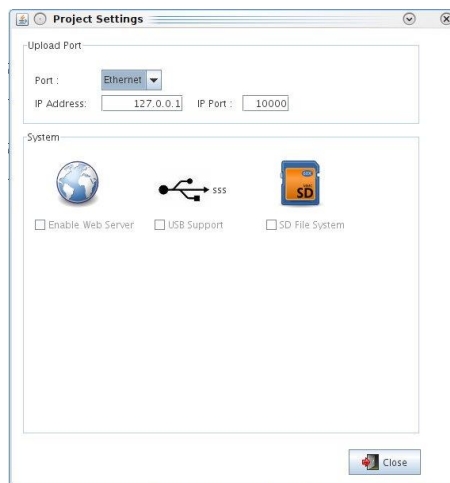 Project Settings
Upload Port
Port :
Ethernet
IP Address:
127.0.0.1
IP Port :
10000
System
sss
SD
Enable Web Server
USB Support
SD File System
Close